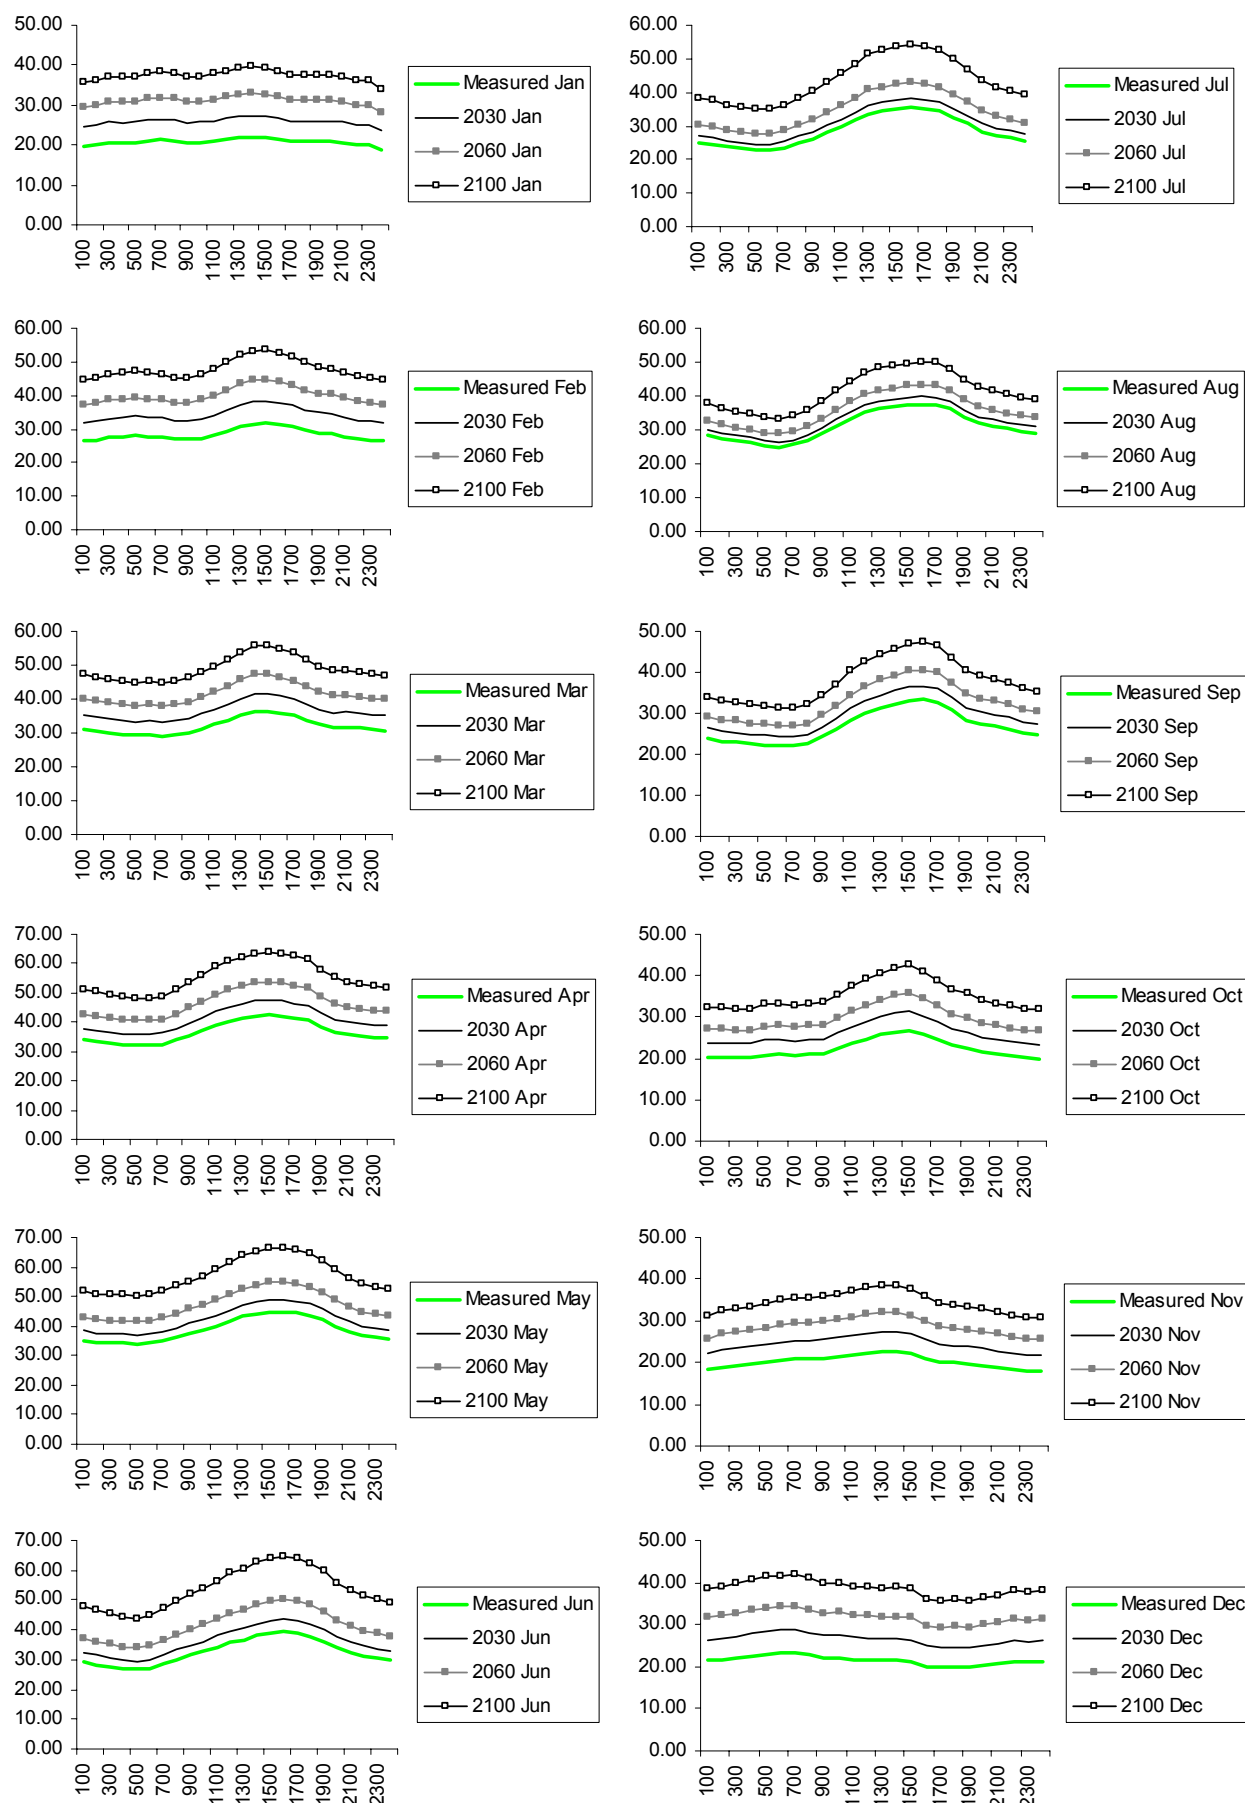 50.00
40.00
30.00
20.00
10.00
0.00
100 300 500 700 900 1100 1300 1500 1700 1900 2100 2300
Measured Jan
2030 Jan
2060 Jan
2100 Jan
60.00
50.00
40.00
30.00
20.00
10.00
0.00
100 300 500 700 900 1100 1300 1500 1700 1900 2100 2300
Measured Jul
2030 Jul
2060 Jul
2100 Jul
60.00
50.00
40.00
30.00
20.00
10.00
0.00
100 300 500 700 900 1100 1300 1500 1700 1900 2100 2300
Measured Feb
2030 Feb
2060 Feb
2100 Feb
60.00
50.00
40.00
30.00
20.00
10.00
0.00
100 300 500 700 900 1100 1300 1500 1700 1900 2100 2300
Measured Aug
2030 Aug
2060 Aug
2100 Aug
60.00
50.00
40.00
30.00
20.00
10.00
0.00
100 300 500 700 900 1100 1300 1500 1700 1900 2100 2300
Measured Mar
2030 Mar
2060 Mar
2100 Mar
50.00
40.00
30.00
20.00
10.00
0.00
100 300 500 700 900 1100 1300 1500 1700 1900 2100 2300
Measured Sep
2030 Sep
2060 Sep
2100 Sep
70.00
60.00
50.00
40.00
30.00
20.00
10.00
0.00
100 300 500 700 900 1100 1300 1500 1700 1900 2100 2300
Measured Apr
2030 Apr
2060 Apr
2100 Apr
50.00
40.00
30.00
20.00
10.00
0.00
100 300 500 700 900 1100 1300 1500 1700 1900 2100 2300
Measured Oct
2030 Oct
2060 Oct
2100 Oct
70.00
60.00
50.00
40.00
30.00
20.00
10.00
0.00
100 300 500 700 900 1100 1300 1500 1700 1900 2100 2300
Measured May
2030 May
2060 May
2100 May
50.00
40.00
30.00
20.00
10.00
0.00
100 300 500 700 900 1100 1300 1500 1700 1900 2100 2300
Measured Nov
2030 Nov
2060 Nov
2100 Nov
70.00
60.00
50.00
40.00
30.00
20.00
10.00
0.00
100 300 500 700 900 1100 1300 1500 1700 1900 2100 2300
Measured Jun
2030 Jun
2060 Jun
2100 Jun
50.00
40.00
30.00
20.00
10.00
0.00
100 300 500 700 900 1100 1300 1500 1700 1900 2100 2300
Measured Dec
2030 Dec
2060 Dec
2100 Dec